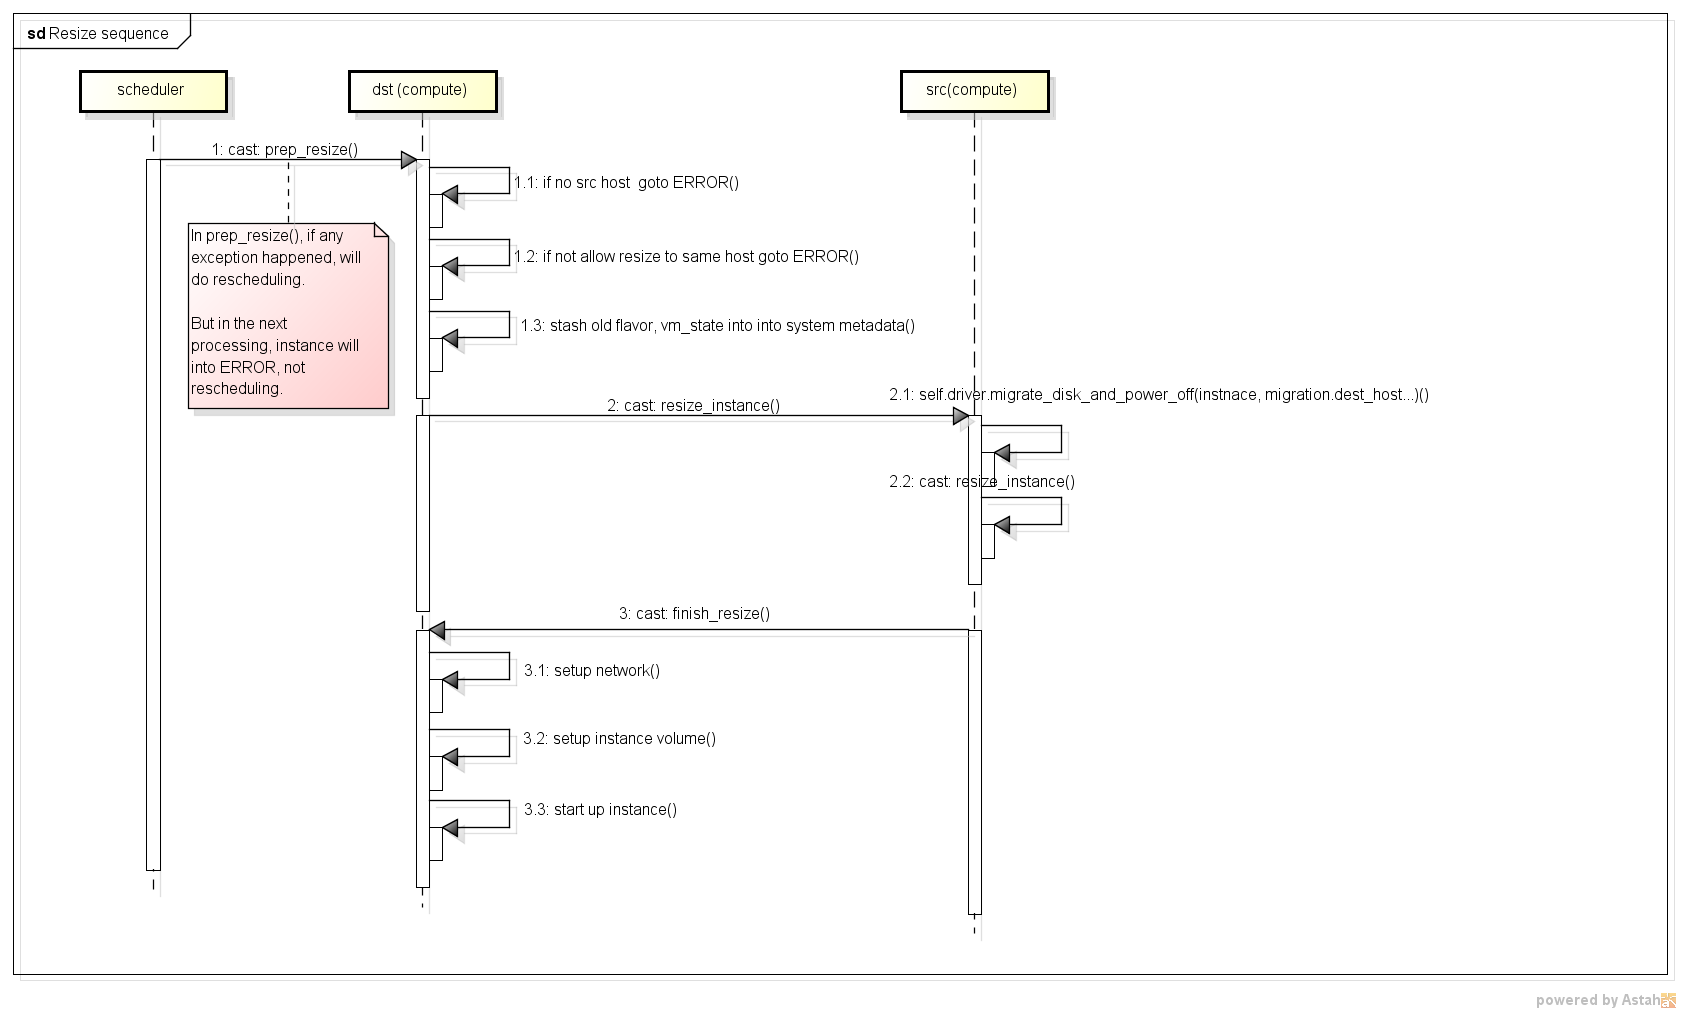 sd Resize sequence
scheduler
dst (compute)
src(compute)
1: cast: prep_resize()
1.1: if no src host  goto ERROR()
In prep_resize(), if any
exception happened, will
do rescheduling.
But in the next
processing, instance will
into ERROR, not
rescheduling.
1.2: if not allow resize to same host goto ERROR()
1.3: stash old flavor, vm_state into into system metadata()
2: cast: resize_instance()
2.1: self.driver.migrate_disk_and_power_off(instnace, migration.dest_host...)()
2.2: cast: resize_instance()
3: cast: finish_resize()
3.1: setup network()
3.2: setup instance volume()
3.3: start up instance()
powered by Astah